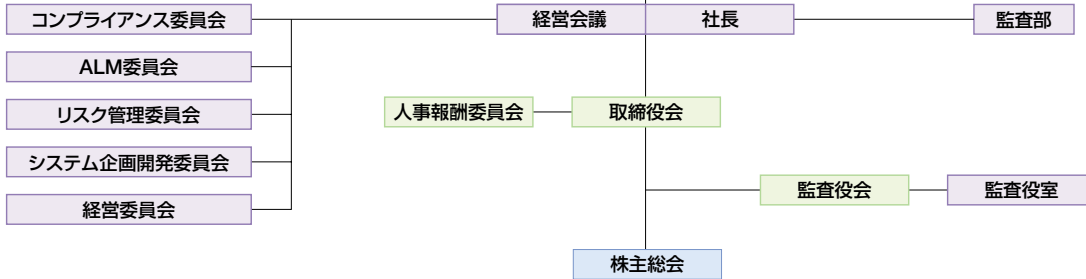 コンプライアンス委員会
経営会議
社長
監査部
ALM委員会
リスク管理委員会
人事報酬委員会
取締役会
システム企画開発委員会
監査役会
監査役室
経営委員会
株主総会